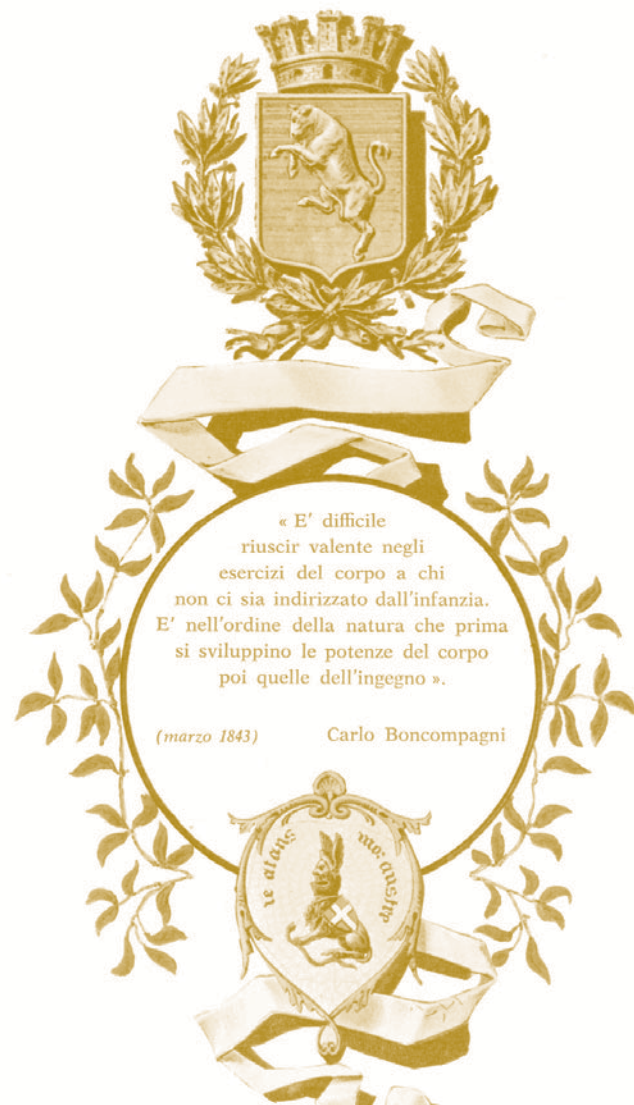 « E' difficile
riuscir valente negli
esercizi del corpo a chi
non ci sia indirizzato dall'infanzia.
E' nell'ordine della natura che prima
si sviluppino le potenze del corpo
poi quelle dell'ingegno ».
(marzo 1843) Carlo Boncompagni